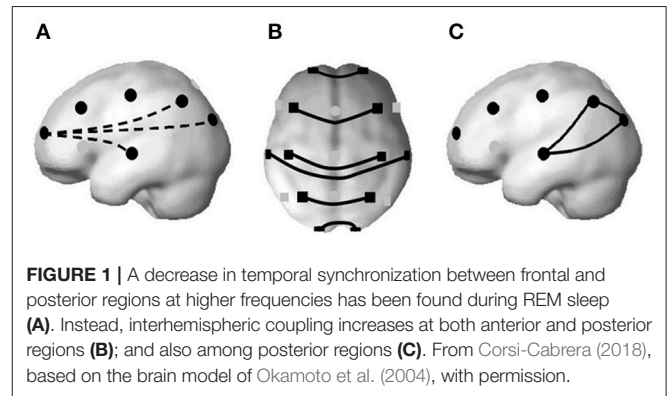 A B C
FIGURE 1 | A decrease in temporal synchronization between frontal and
posterior regions at higher frequencies has been found during REM sleep
(A). Instead, interhemispheric coupling increases at both anterior and posterior
regions (B); and also among posterior regions (C). From Corsi-Cabrera (2018),
based on the brain model of Okamoto et al. (2004), with permission.